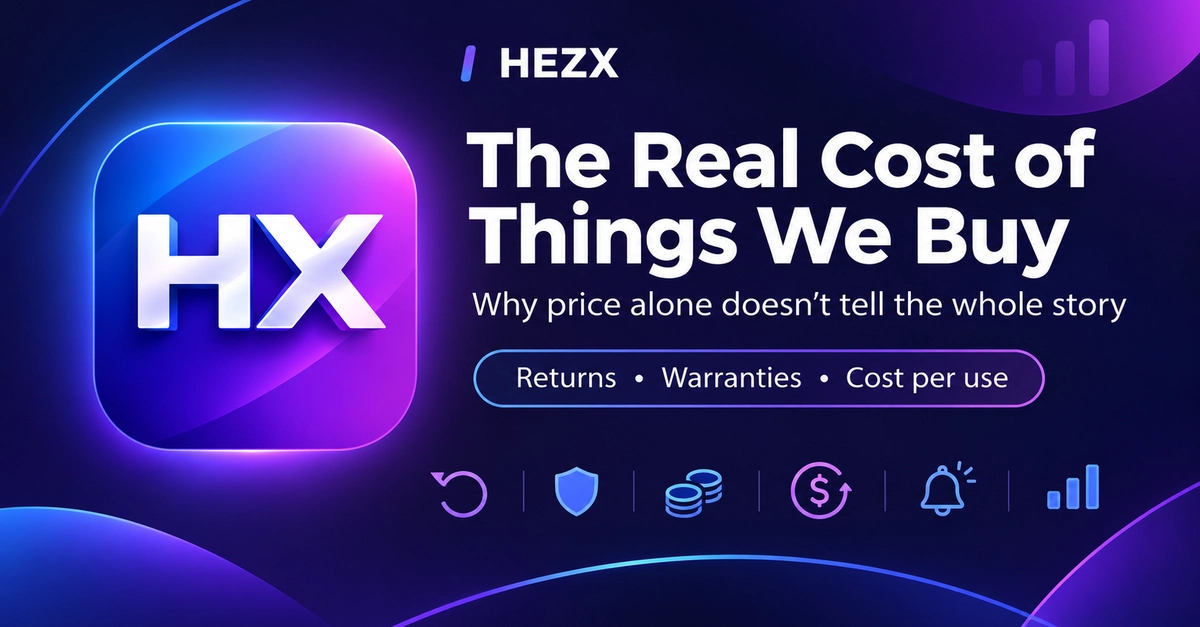 HEZX
HX
The Real Cost of
Things We Buy
Why price alone doesn’t tell the whole story
Returns • Warranties • Cost per use
$